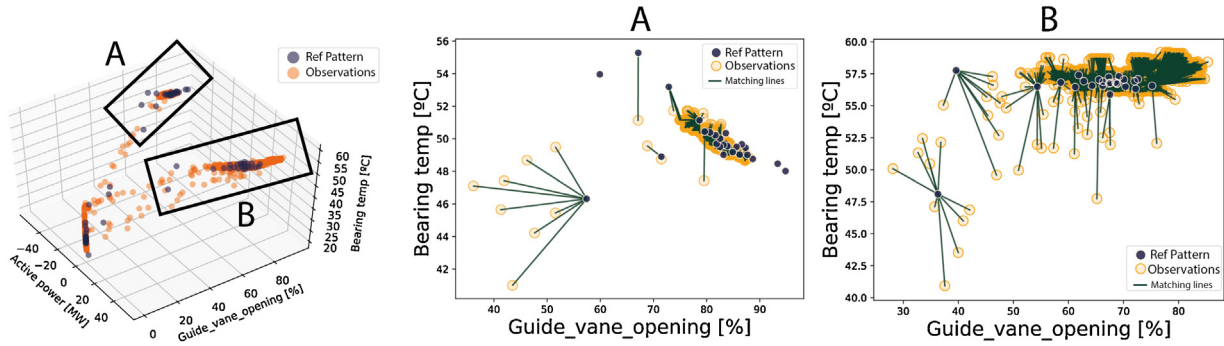 A
Ref Pattern
Observations
B
60
55
50
45
40
35
30
25
20
Bearing temp [ºC]
−40
−20
0
20
40
Active power [MW]
0
20
40
60
80
Guide_vane_opening [%]
A
56
54
52
50
48
46
44
42
Bearing temp [ºC]
Ref Pattern
Observations
Matching lines
40
50
60
70
80
90
Guide_vane_opening [%]
B
60.0
57.5
55.0
52.5
50.0
47.5
45.0
42.5
40.0
Bearing temp [ºC]
Ref Pattern
Observations
Matching lines
30
40
50
60
70
80
Guide_vane_opening [%]